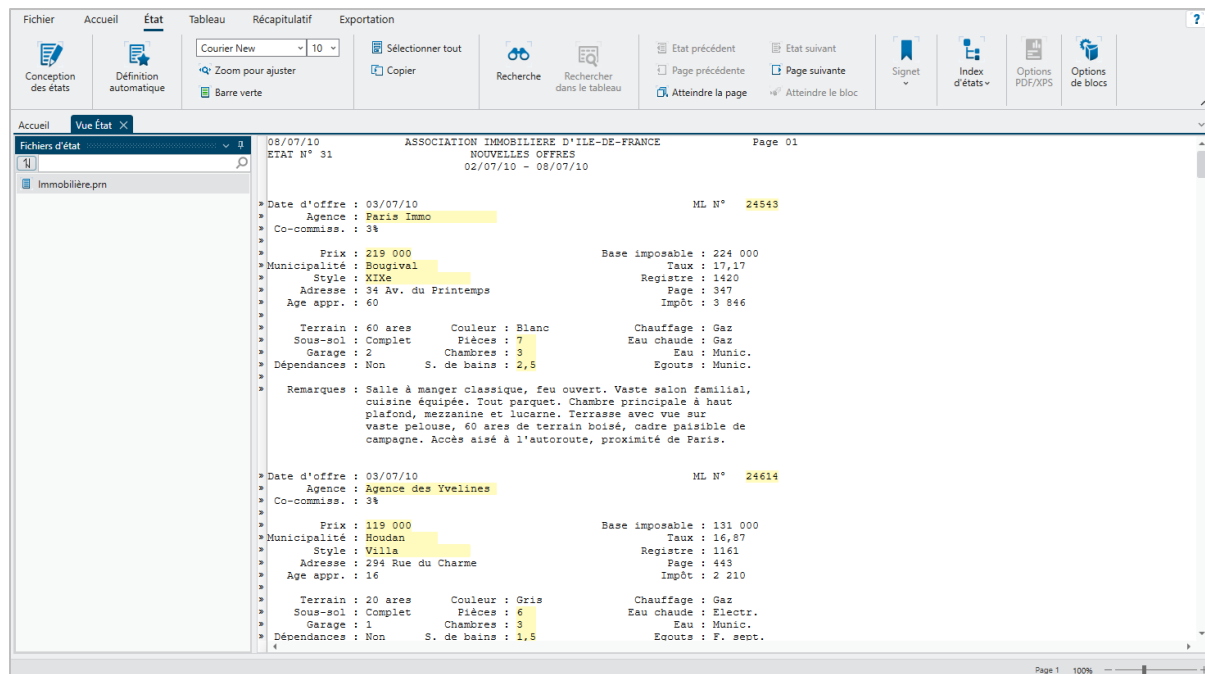 Fichier Accueil État Tableau Récapitulatif Exportation ?
Conception des états
Définition automatique
Courier New 10
Zoom pour ajuster
Barre verte
Sélectionner tout
Copier
Recherche
Rechercher dans le tableau
Etat précédent Etat suivant
Page précédente Page suivante
Atteindre la page Atteindre le bloc
Signet
Index d'états
Options PDF/XPS
Options de blocs
Accueil Vue État
Fichiers d'état
Immobilière.prn
08/07/10 ASSOCIATION IMMOBILIERE D'ILE-DE-FRANCE Page 01
ETAT N° 31 NOUVELLES OFFRES
02/07/10 - 08/07/10
» Date d'offre : 03/07/10 ML N° 24543
» Agence : Paris Immo
» Co-commiss. : 3%
»
» Prix : 219 000 Base imposable : 224 000
» Municipalité : Bougival Taux : 17,17
» Style : XIXe Registre : 1420
» Adresse : 34 Av. du Printemps Page : 347
» Age appr. : 60 Impôt : 3 846
»
» Terrain : 60 ares Couleur : Blanc Chauffage : Gaz
» Sous-sol : Complet Pièces : 7 Eau chaude : Gaz
» Garage : 2 Chambres : 3 Eau : Munic.
» Dépendances : Non S. de bains : 2,5 Egouts : Munic.
»
» Remarques : Salle à manger classique, feu ouvert. Vaste salon familial,
cuisine équipée. Tout parquet. Chambre principale à haut
plafond, mezzanine et lucarne. Terrasse avec vue sur
vaste pelouse, 60 ares de terrain boisé, cadre paisible de
campagne. Accès aisé à l'autoroute, proximité de Paris.
» Date d'offre : 03/07/10 ML N° 24614
» Agence : Agence des Yvelines
» Co-commiss. : 3%
»
» Prix : 119 000 Base imposable : 131 000
» Municipalité : Houdan Taux : 16,87
» Style : Villa Registre : 1161
» Adresse : 294 Rue du Charme Page : 443
» Age appr. : 16 Impôt : 2 210
»
» Terrain : 20 ares Couleur : Gris Chauffage : Gaz
» Sous-sol : Complet Pièces : 6 Eau chaude : Electr.
» Garage : 1 Chambres : 3 Eau : Munic.
» Dépendances : Non S. de bains : 1,5 Egouts : F. sept.
Page 1 100%